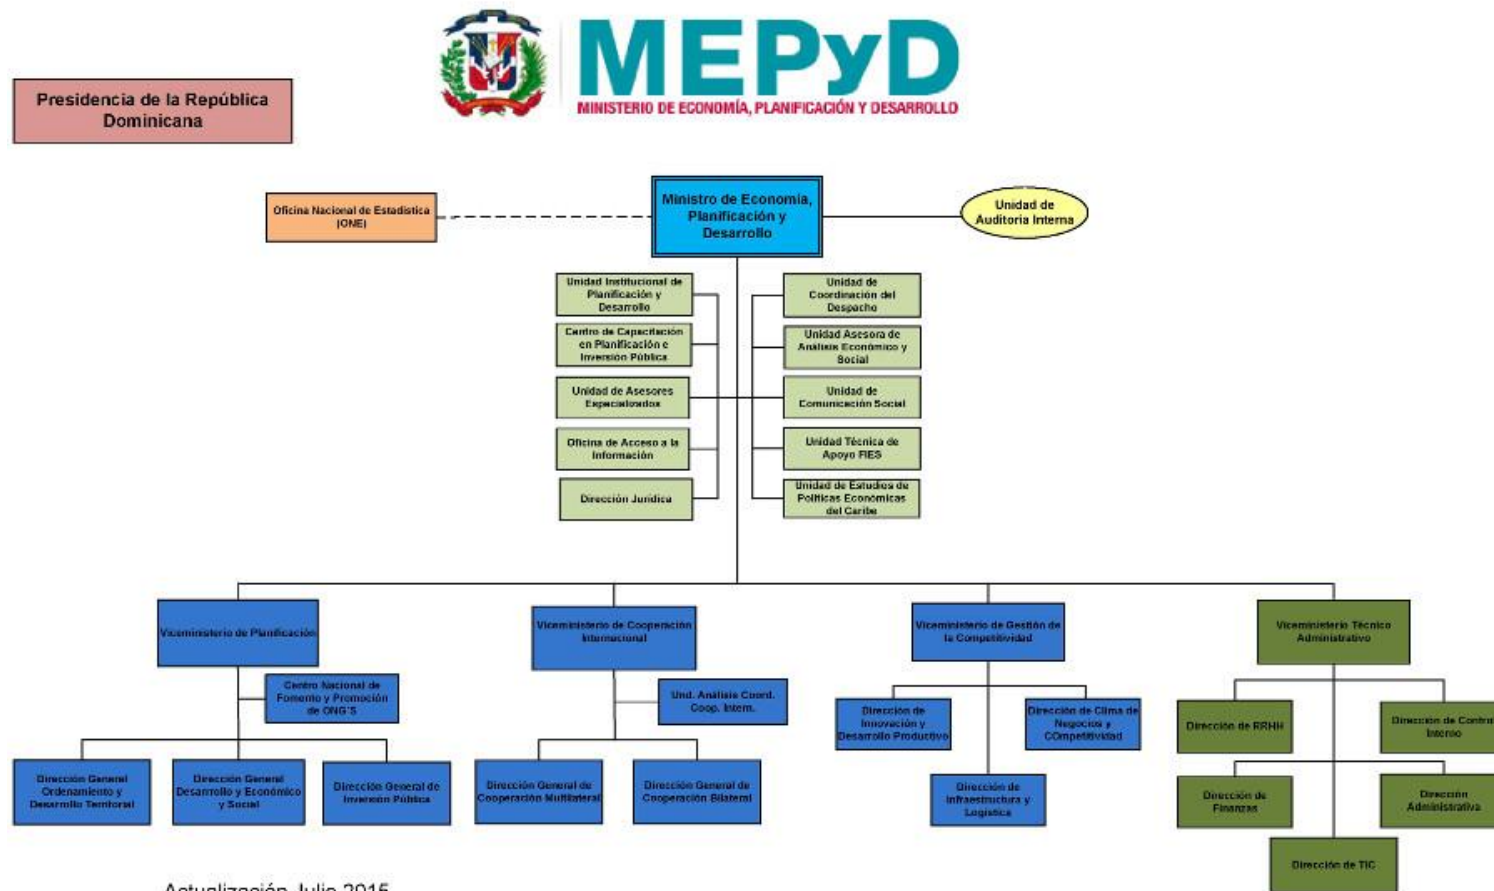 MEPyD
MINISTERIO DE ECONOMÍA, PLANIFICACIÓN Y DESARROLLO
Presidencia de la República
Dominicana
Oficina Nacional de Estadística
(ONE)
Ministro de Economía,
Planificación y
Desarrollo
Unidad de
Auditoria Interna
Unidad Institucional de
Planificación y
Desarrollo
Unidad de
Coordinación del
Despacho
Centro de Capacitación
en Planificación e
Inversión Pública
Unidad Asesora de
Análisis Económico y
Social
Unidad de Asesores
Especializados
Unidad de
Comunicación Social
Oficina de Acceso a la
Información
Unidad Técnica de
Apoyo FIES
Dirección Jurídica
Unidad de Estudios de
Políticas Económicas
del Caribe
Viceministerio de Planificación
Viceministerio de Cooperación
Internacional
Viceministerio de Gestión de
la Competitividad
Viceministerio Técnico
Administrativo
Centro Nacional de
Fomento y Promoción
de ONG´S
Und. Análisis Coord.
Coop. Intern.
Dirección de
Innovación y
Desarrollo Productivo
Dirección de Clima de
Negocios y
COmpetitividad
Dirección de RRHH
Dirección de Control
Interno
Dirección General
Ordenamiento y
Desarrollo Territorial
Dirección General
Desarrollo y Económico
y Social
Dirección General de
Inversión Pública
Dirección General de
Cooperación Multilateral
Dirección General de
Cooperación Bilateral
Dirección de
Infraestructura y
Logística
Dirección de
Finanzas
Dirección
Administrativa
Dirección de TIC
Actualización Julio 2015